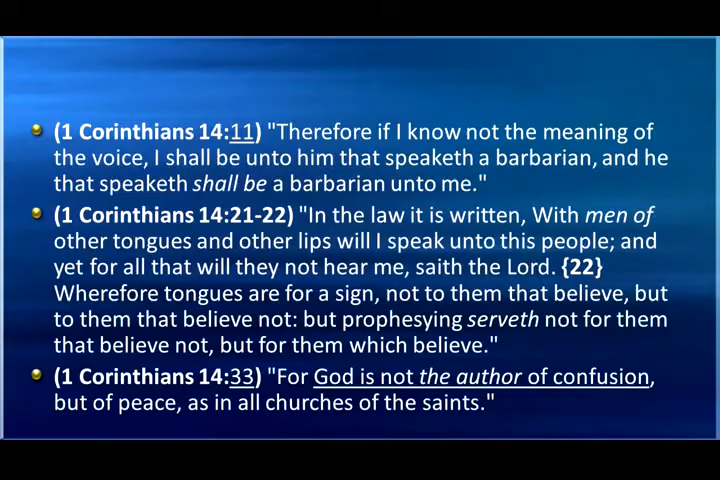 (1 Corinthians 14:11) "Therefore if I know not the meaning of
the voice, I shall be unto him that speaketh a barbarian, and he
that speaketh shall be a barbarian unto me."
(1 Corinthians 14:21-22) "In the law it is written, With men of
other tongues and other lips will I speak unto this people; and
yet for all that will they not hear me, saith the Lord. {22}
Wherefore tongues are for a sign, not to them that believe, but
to them that believe not: but prophesying serveth not for them
that believe not, but for them which believe."
(1 Corinthians 14:33) "For God is not the author of confusion,
but of peace, as in all churches of the saints."